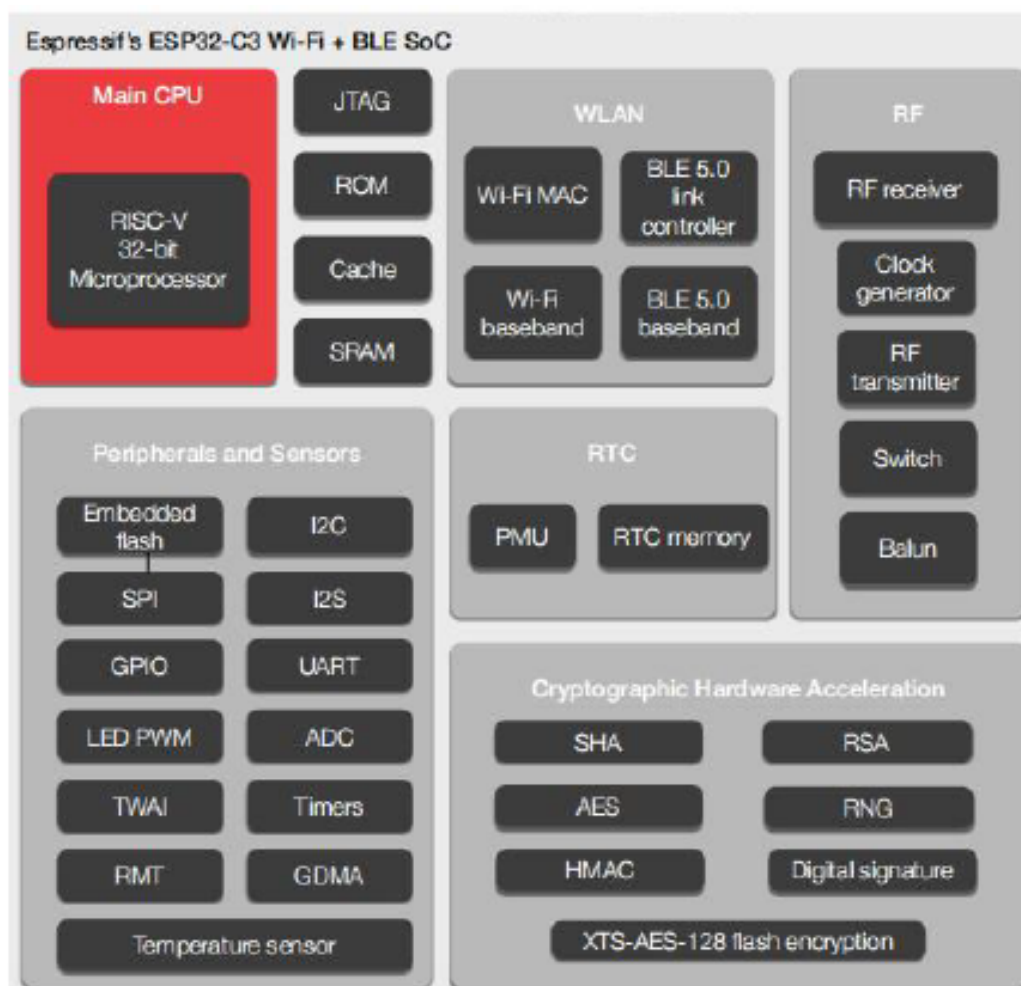 Espressif's ESP32-C3 Wi-Fi + BLE SoC
Main CPU
RISC-V
32-bit
Microprocessor
JTAG
ROM
Cache
SRAM
WLAN
Wi-Fi MAC
BLE 5.0
link
controller
Wi-Fi
baseband
BLE 5.0
baseband
RF
RF receiver
Clock
generator
RF
transmitter
Switch
Balun
Peripherals and Sensors
Embedded
flash
I2C
SPI
I2S
GPIO
UART
LED PWM
ADC
TWAI
Timers
RMT
GDMA
Temperature sensor
RTC
PMU
RTC memory
Cryptographic Hardware Acceleration
SHA
RSA
AES
RNG
HMAC
Digital signature
XTS-AES-128 flash encryption